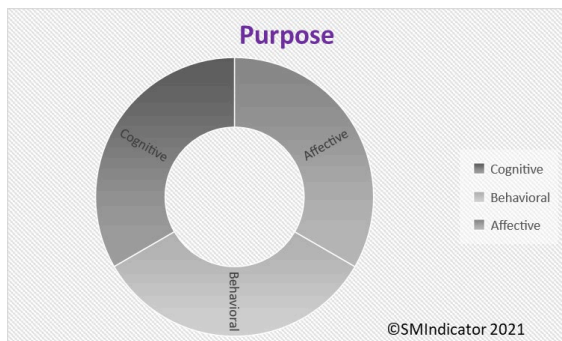 Purpose
Cognitive
Affective
Behavioral
Cognitive
Behavioral
Affective
©SMIndicator 2021